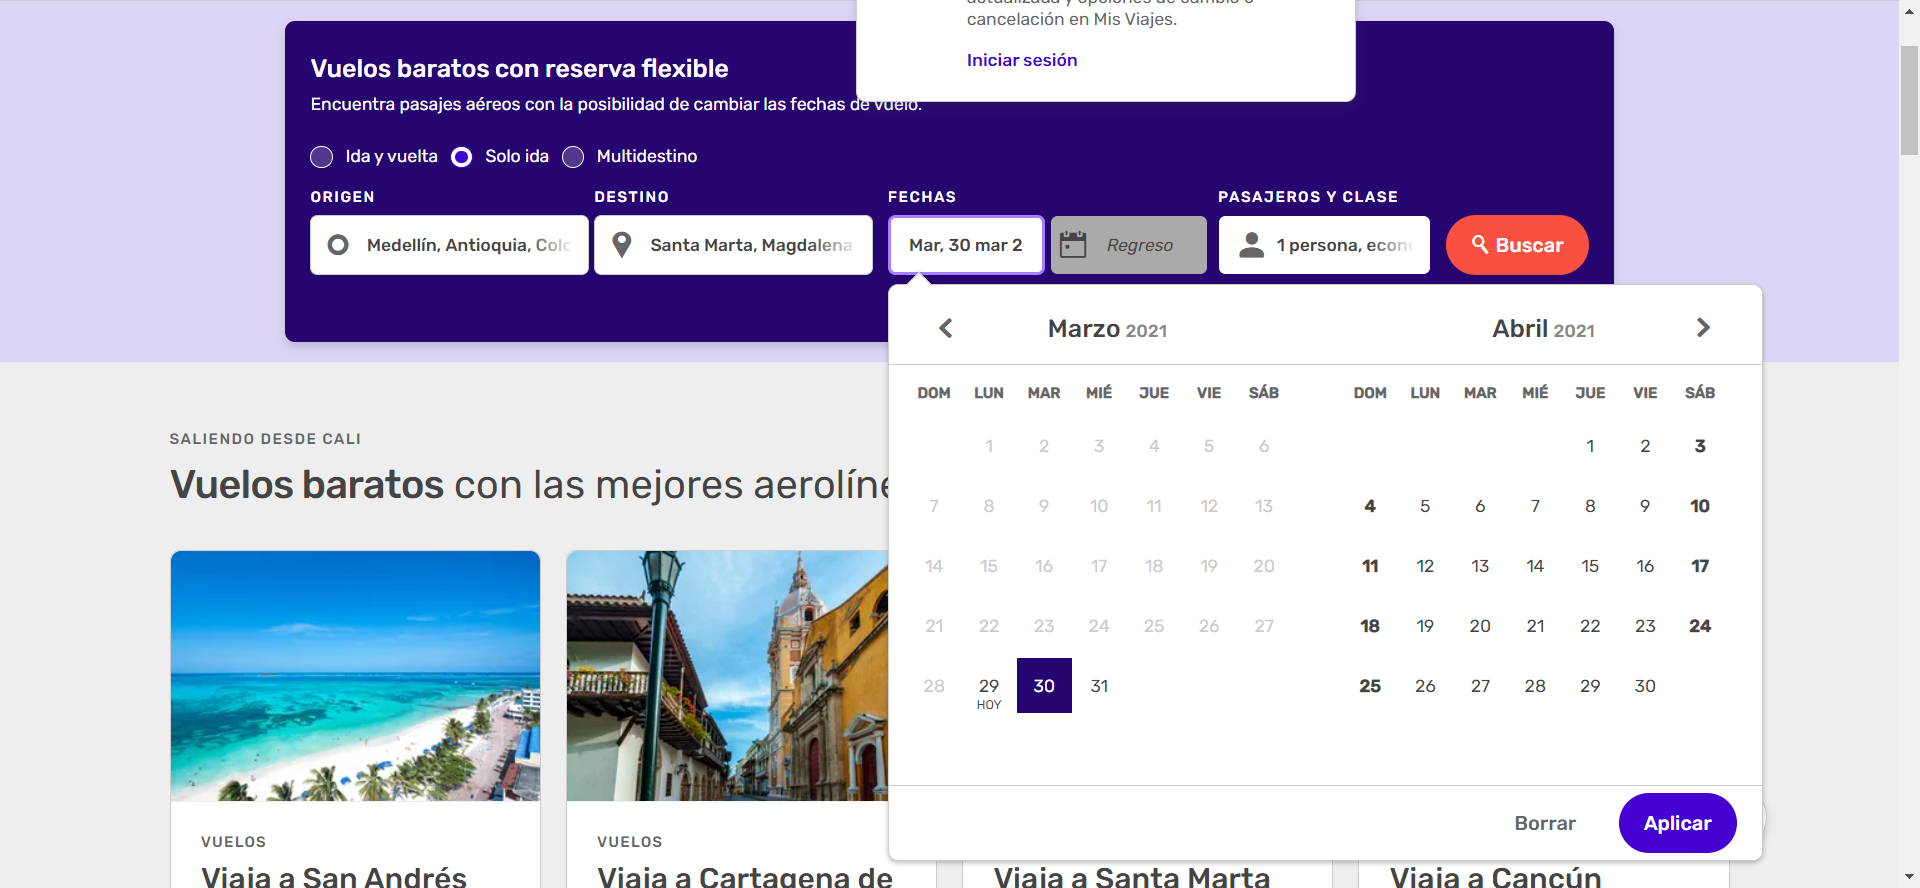 cancelación en Mis Viajes.
Iniciar sesión
Vuelos baratos con reserva flexible
Encuentra pasajes aéreos con la posibilidad de cambiar las fechas de vuelo.
Ida y vuelta Solo ida Multidestino
ORIGEN DESTINO FECHAS PASAJEROS Y CLASE
Medellín, Antioquia, Colo Santa Marta, Magdalena Mar, 30 mar 2 Regreso 1 persona, econ Buscar
Marzo 2021 Abril 2021
DOM LUN MAR MIÉ JUE VIE SÁB DOM LUN MAR MIÉ JUE VIE SÁB
1 2 3 4 5 6 1 2 3
7 8 9 10 11 12 13 4 5 6 7 8 9 10
14 15 16 17 18 19 20 11 12 13 14 15 16 17
21 22 23 24 25 26 27 18 19 20 21 22 23 24
28 29 30 31 25 26 27 28 29 30
HOY
Borrar Aplicar
SALIENDO DESDE CALI
Vuelos baratos con las mejores aerolíne
VUELOS VUELOS
Viaja a San Andrés Viaja a Cartagena de Viaja a Santa Marta Viaja a Cancún